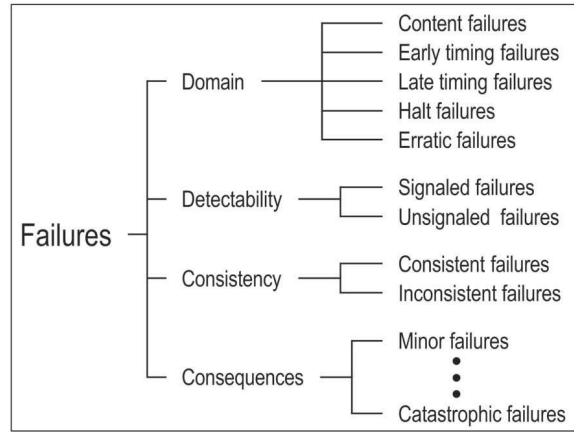 Failures
Domain
Content failures
Early timing failures
Late timing failures
Halt failures
Erratic failures
Detectability
Signaled failures
Unsignaled failures
Consistency
Consistent failures
Inconsistent failures
Consequences
Minor failures
Catastrophic failures